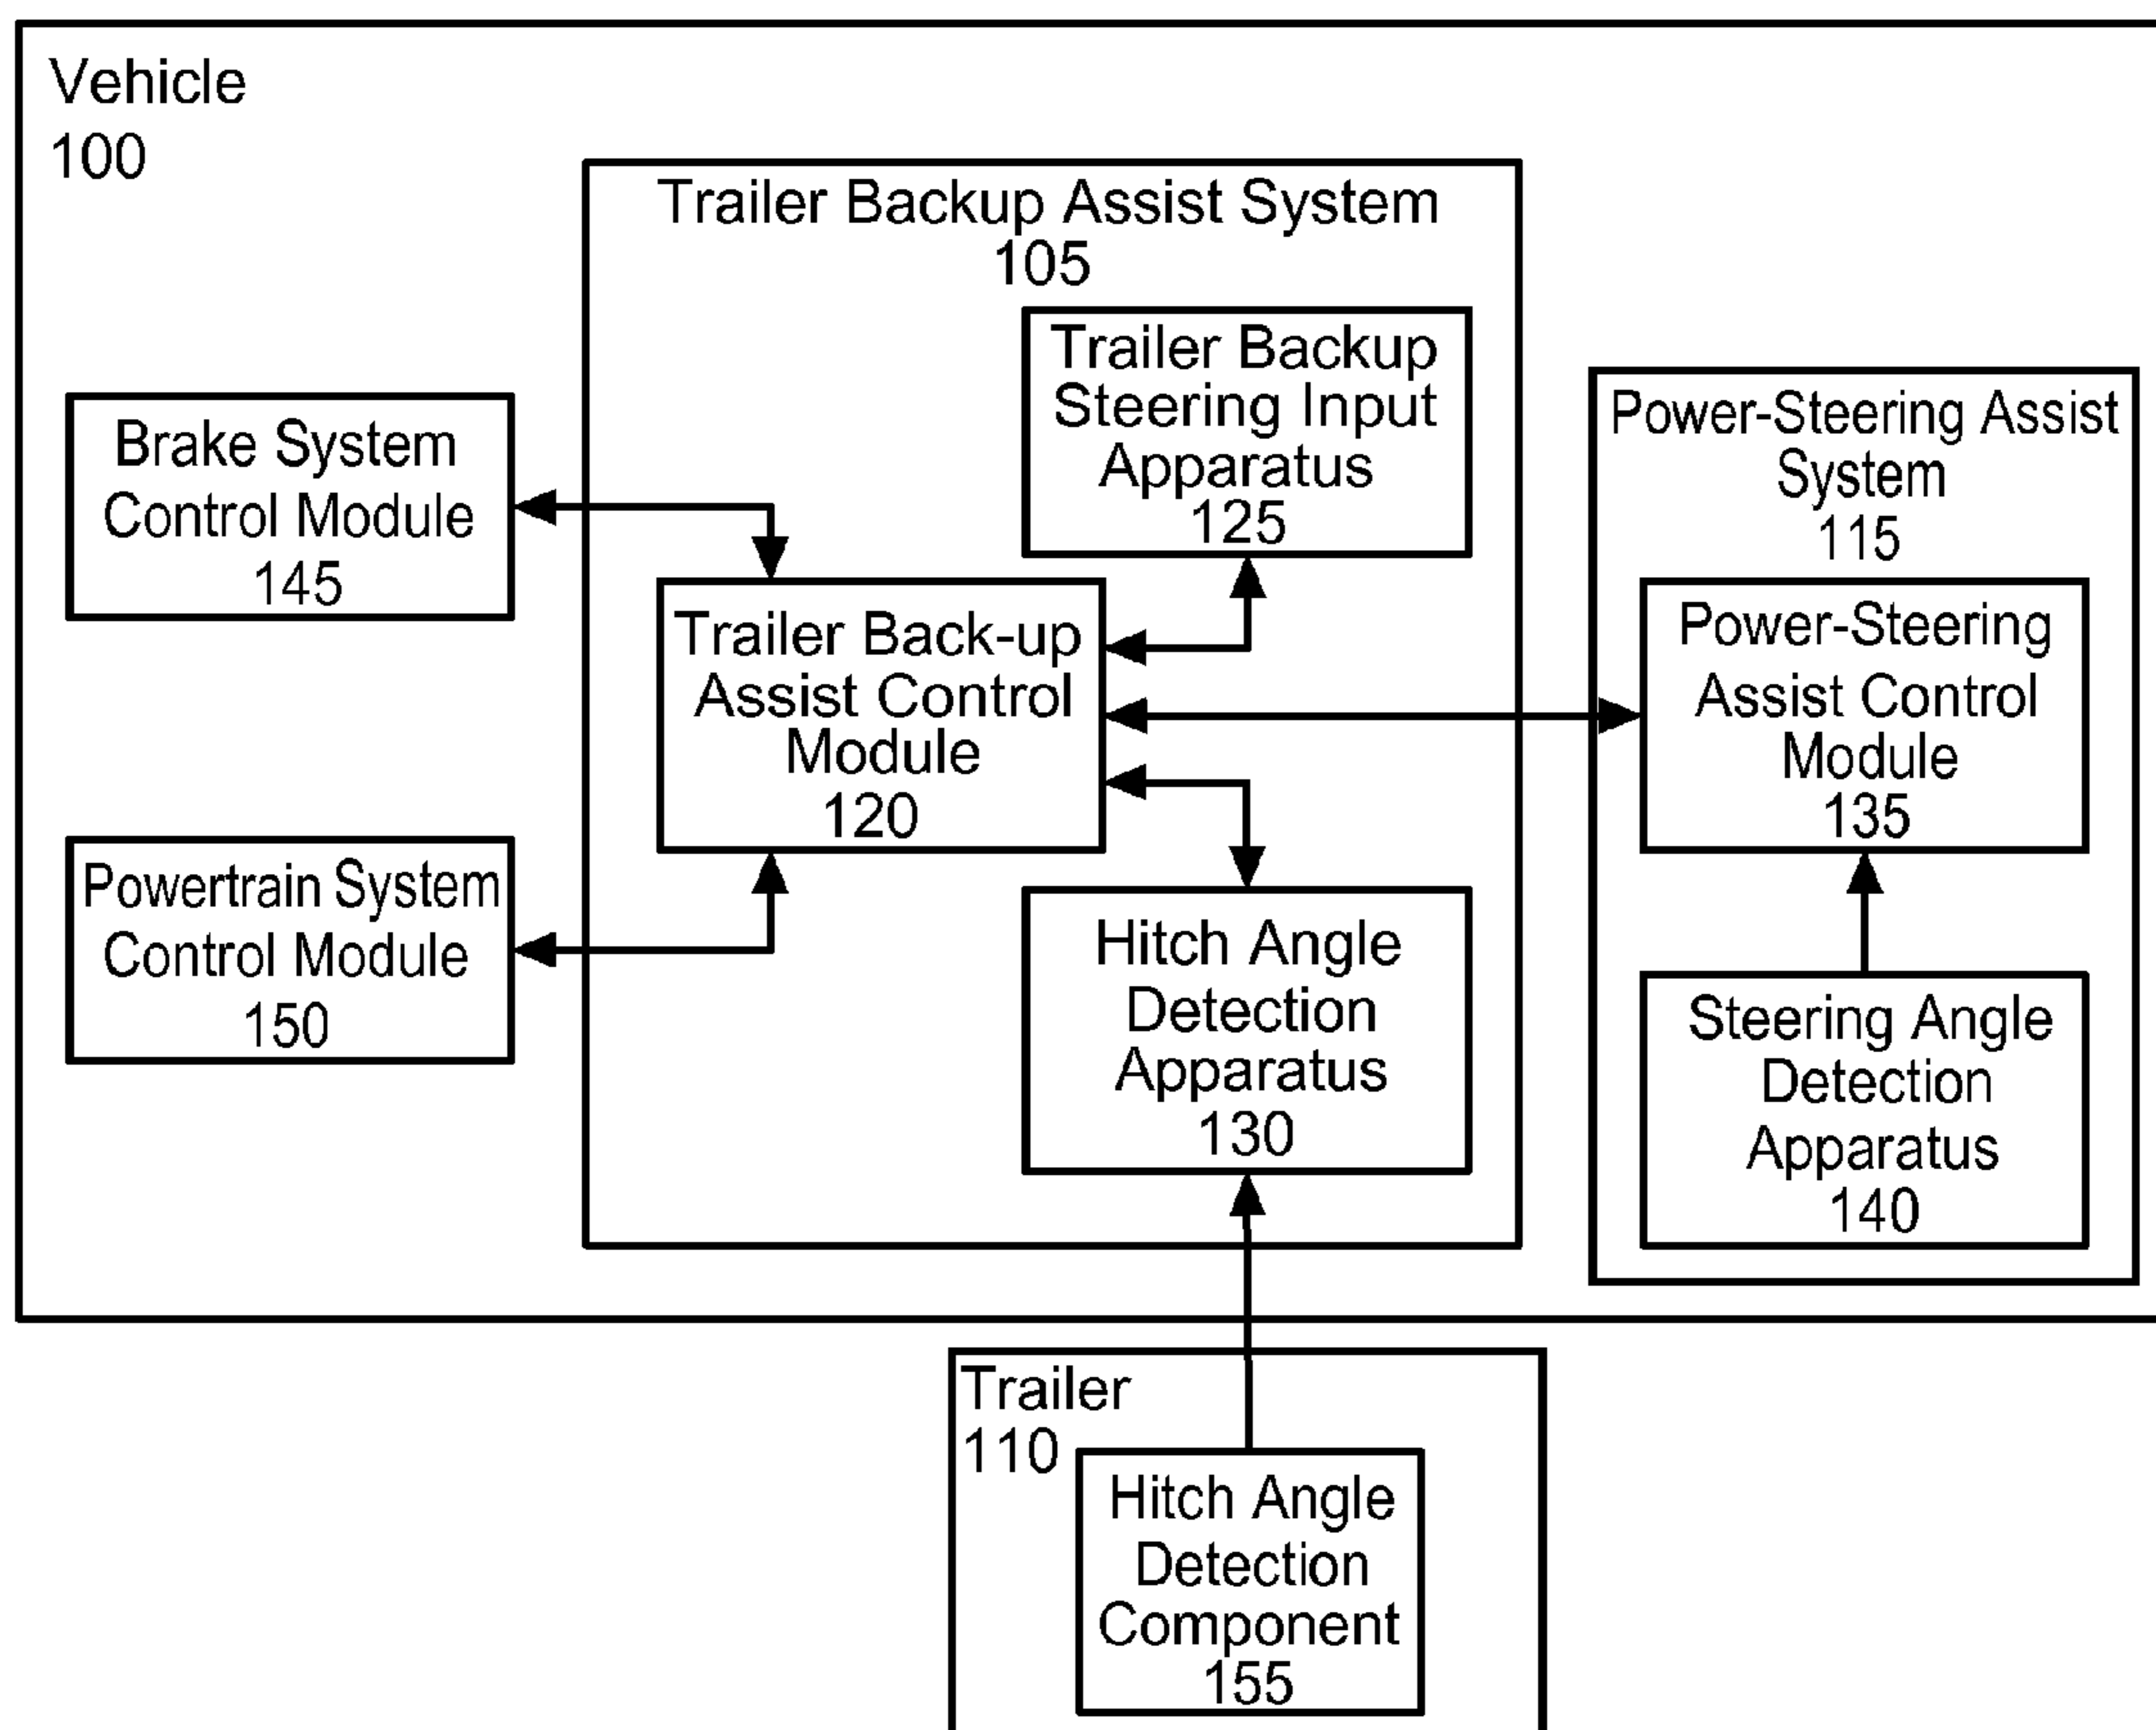 Vehicle
100
Trailer Backup Assist System
105
Trailer Backup
Steering Input
Apparatus
125
Brake System
Control Module
145
Trailer Back-up
Assist Control
Module
120
Powertrain System
Control Module
150
Hitch Angle
Detection
Apparatus
130
Power-Steering Assist
System
115
Power-Steering
Assist Control
Module
135
Steering Angle
Detection
Apparatus
140
Trailer
110
Hitch Angle
Detection
Component
155